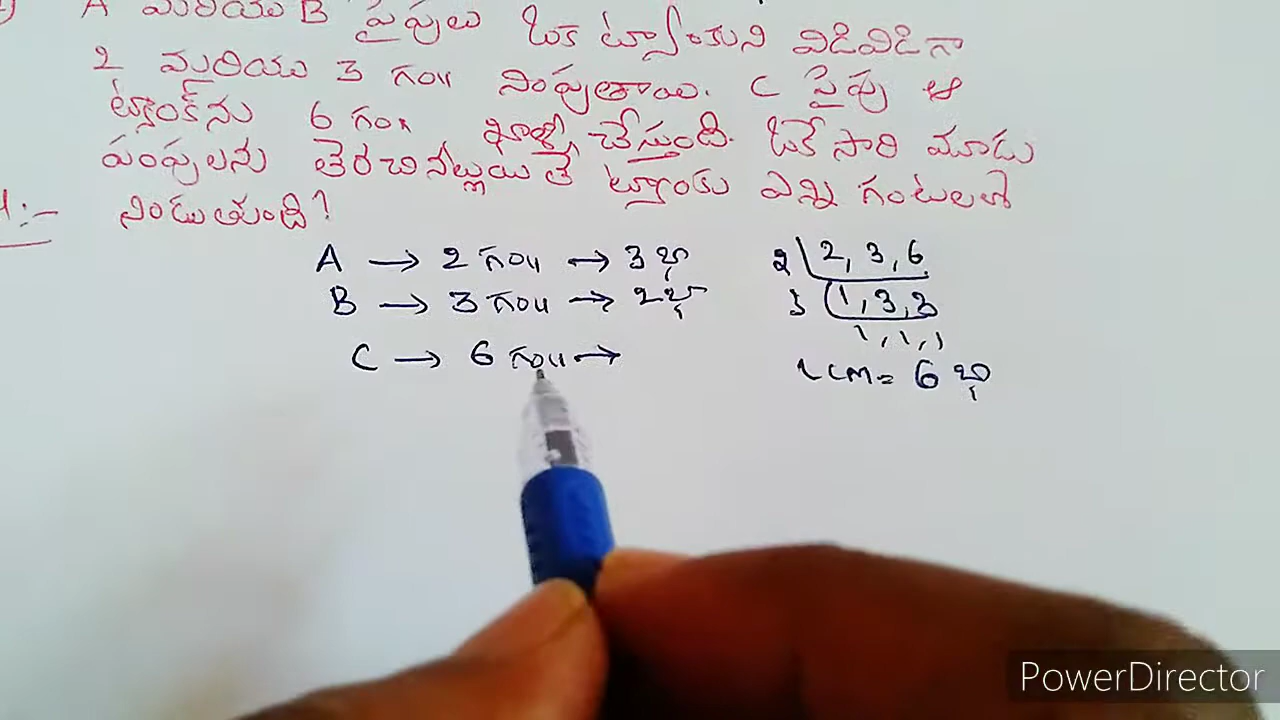 A మరియు B పైపులు ఒక ట్యాంకుని విడివిడిగా
2 మరియు 3 గం॥ నింపుతాయి. C పైపు ఆ
ట్యాంక్‌ను 6 గం॥ ఖాళీ చేస్తుంది. ఒకే సారి మూడు
పంపులను తెరచినట్లయితే ట్యాంకు ఎన్ని గంటలలో
నిండుతుంది?
A → 2 గం॥ → 3 భా
B → 3 గం॥ → 2 భా
C → 6 గం॥ →
2 2, 3, 6
3 1, 3, 3
1, 1, 1
LCM = 6 భా
PowerDirector